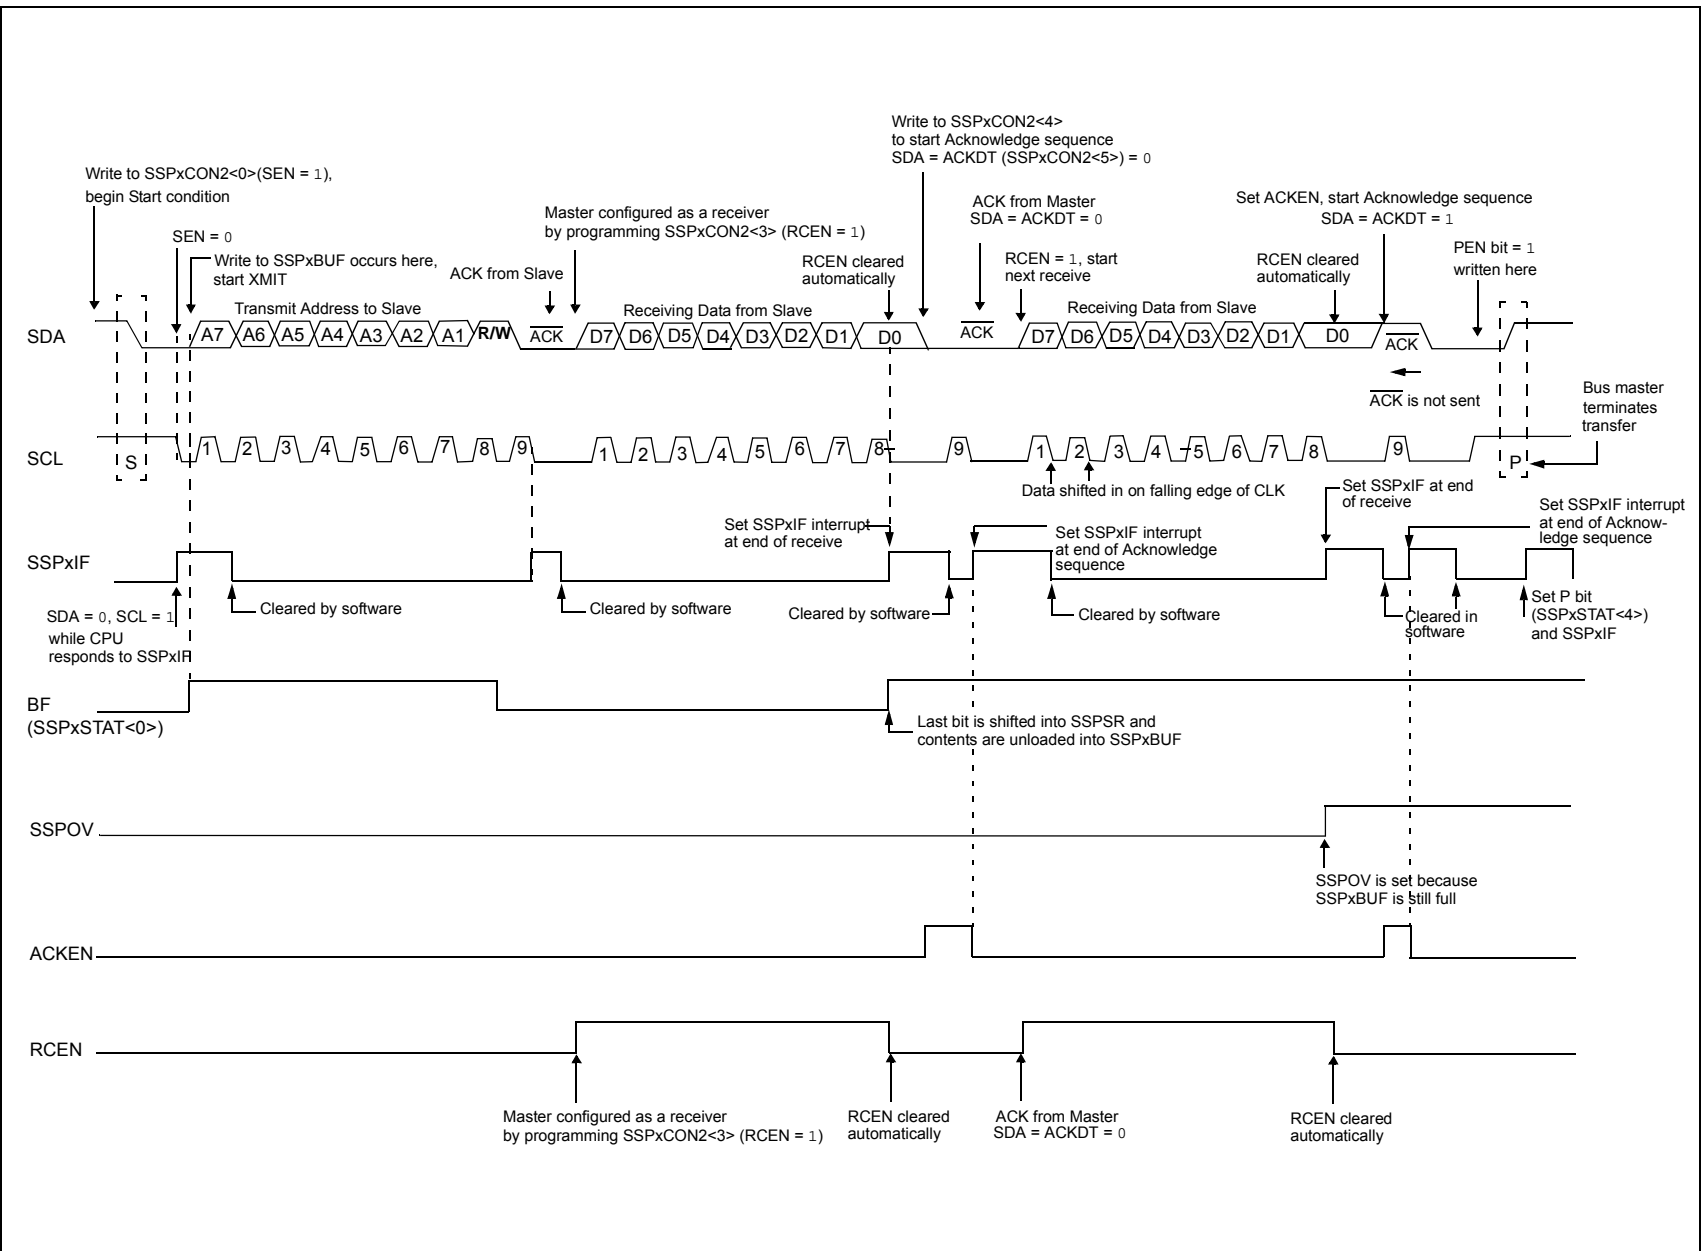 Write to SSPxCON2<4>
to start Acknowledge sequence
SDA = ACKDT (SSPxCON2<5>) = 0
Write to SSPxCON2<0>(SEN = 1),
begin Start condition
ACK from Master
SDA = ACKDT = 0
Set ACKEN, start Acknowledge sequence
SDA = ACKDT = 1
Master configured as a receiver
by programming SSPxCON2<3> (RCEN = 1)
SEN = 0
PEN bit = 1
written here
Write to SSPxBUF occurs here,
start XMIT
ACK from Slave
RCEN cleared
automatically
RCEN = 1, start
next receive
RCEN cleared
automatically
Transmit Address to Slave
Receiving Data from Slave
Receiving Data from Slave
SDA
A7 A6 A5 A4 A3 A2 A1 R/W ACK D7 D6 D5 D4 D3 D2 D1 D0 ACK D7 D6 D5 D4 D3 D2 D1 D0 ACK
ACK is not sent
Bus master
terminates
transfer
SCL
S 1 2 3 4 5 6 7 8 9 1 2 3 4 5 6 7 8 9 1 2 3 4 5 6 7 8 9 P
Data shifted in on falling edge of CLK
Set SSPxIF at end
of receive
Set SSPxIF interrupt
at end of receive
Set SSPxIF interrupt
at end of Acknowledge
sequence
Set SSPxIF interrupt
at end of Acknow-
ledge sequence
SSPxIF
SDA = 0, SCL = 1
while CPU
responds to SSPxIF
Cleared by software
Cleared by software
Cleared by software
Cleared by software
Cleared in
software
Set P bit
(SSPxSTAT<4>)
and SSPxIF
BF
(SSPxSTAT<0>)
Last bit is shifted into SSPSR and
contents are unloaded into SSPxBUF
SSPOV
SSPOV is set because
SSPxBUF is still full
ACKEN
RCEN
Master configured as a receiver
by programming SSPxCON2<3> (RCEN = 1)
RCEN cleared
automatically
ACK from Master
SDA = ACKDT = 0
RCEN cleared
automatically